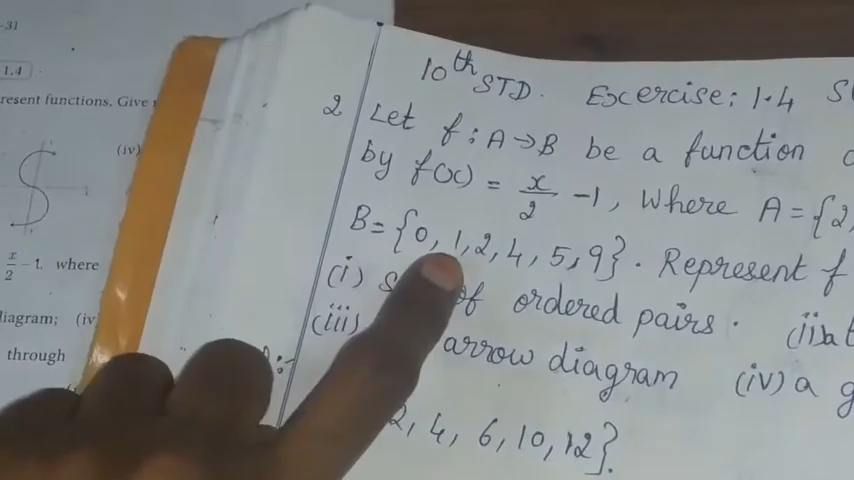 -31
1.4
resent functions. Give
(iv)
x/2 - 1. where
iagram; (iv
through
10th STD. Excercise: 1.4
2 Let f : A → B be a function
by f(x) = x/2 -1, Where A = {2,
B = {0, 1, 2, 4, 5, 9}. Represent f
(i) of ordered pairs. (ii) a
(iii) arrow diagram (iv) a g
2, 4, 6, 10, 12}.